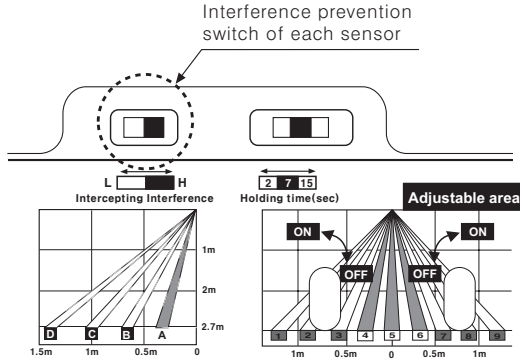 Interference prevention
switch of each sensor
L H
Intercepting Interference
2 7 15
Holding time(sec)
Adjustable area
ON ON
OFF OFF
1m
2m
2.7m
D C B A
1.5m 1m 0.5m 0
1 2 3 4 5 6 7 8 9
1m 0.5m 0 0.5m 1m